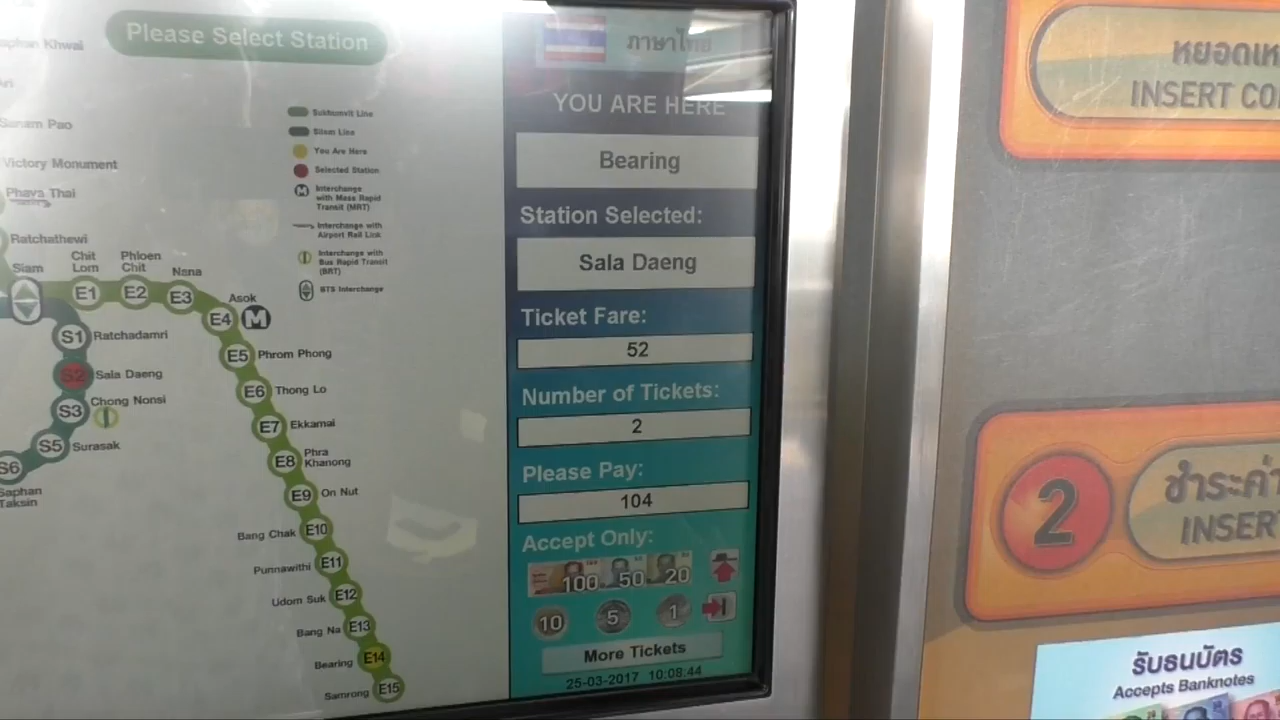 Please Select Station
aphan Khwai
Ari
Sanam Pao
Victory Monument
Phaya Thai
Ratchathewi
Siam
Chit
Lom
Phloen
Chit
Nana
Asok
E1
E2
E3
E4
M
S1
Ratchadamri
S2
Sala Daeng
S3
Chong Nonsi
S5
Surasak
S6
Saphan
Taksin
E5
Phrom Phong
E6
Thong Lo
E7
Ekkamai
E8
Phra
Khanong
E9
On Nut
Bang Chak
E10
Punnawithi
E11
Udom Suk
E12
Bang Na
E13
Bearing
E14
Samrong
E15
Sukhumvit Line
Silom Line
You Are Here
Selected Station
M
Interchange
with Mass Rapid
Transit (MRT)
Interchange with
Airport Rail Link
Interchange with
Bus Rapid Transit
(BRT)
BTS Interchange
ภาษาไทย
YOU ARE HERE
Bearing
Station Selected:
Sala Daeng
Ticket Fare:
52
Number of Tickets:
2
Please Pay:
104
Accept Only:
100 50 20
10 5 1
More Tickets
25-03-2017 10:08:44
หยอดเห
INSERT CO
2
ชำระค่า
INSER
รับธนบัตร
Accepts Banknotes